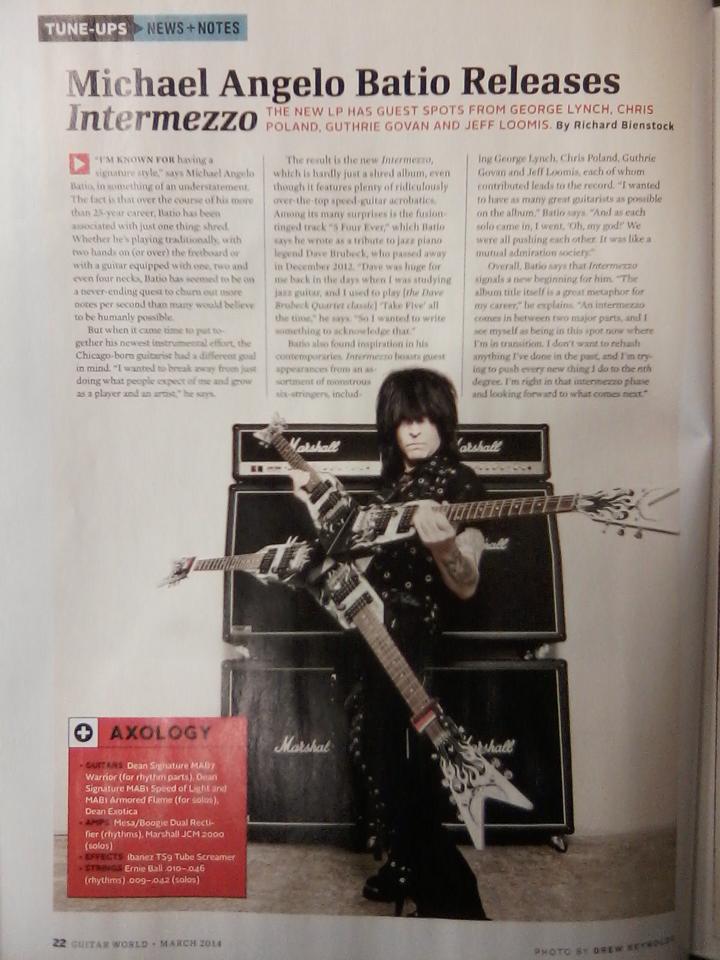 TUNE-UPS ▶ NEWS+NOTES
Michael Angelo Batio Releases
Intermezzo THE NEW LP HAS GUEST SPOTS FROM GEORGE LYNCH, CHRIS
POLAND, GUTHRIE GOVAN AND JEFF LOOMIS. By Richard Bienstock
"I'M KNOWN FOR having a
signature style," says Michael Angelo
Batio, in something of an understatement.
The fact is that over the course of his more
than 25-year career, Batio has been
associated with just one thing: shred.
Whether he's playing traditionally, with
two hands on (or over) the fretboard or
with a guitar equipped with one, two and
even four necks, Batio has seemed to be on
a never-ending quest to churn out more
notes per second than many would believe
to be humanly possible.
But when it came time to put to-
gether his newest instrumental effort, the
Chicago-born guitarist had a different goal
in mind. "I wanted to break away from just
doing what people expect of me and grow
as a player and an artist," he says.
The result is the new Intermezzo,
which is hardly just a shred album, even
though it features plenty of ridiculously
over-the-top speed-guitar acrobatics.
Among its many surprises is the fusion-
tinged track "5 Four Ever," which Batio
says he wrote as a tribute to jazz piano
legend Dave Brubeck, who passed away
in December 2012. "Dave was huge for
me back in the days when I was studying
jazz guitar, and I used to play [the Dave
Brubeck Quartet classic] 'Take Five' all
the time," he says. "So I wanted to write
something to acknowledge that."
Batio also found inspiration in his
contemporaries. Intermezzo boasts guest
appearances from an as-
sortment of monstrous
six-stringers, includ-
ing George Lynch, Chris Poland, Guthrie
Govan and Jeff Loomis, each of whom
contributed leads to the record. "I wanted
to have as many great guitarists as possible
on the album," Batio says. "And as each
solo came in, I went, 'Oh, my god!' We
were all pushing each other. It was like a
mutual admiration society."
Overall, Batio says that Intermezzo
signals a new beginning for him. "The
album title itself is a great metaphor for
my career," he explains. "An intermezzo
comes in between two major parts, and I
see myself as being in this spot now where
I'm in transition. I don't want to rehash
anything I've done in the past, and I'm try-
ing to push every new thing I do to the nth
degree. I'm right in that intermezzo phase
and looking forward to what comes next."
Marshall
Marshall
Marshall
Marshall
AXOLOGY
• GUITARS Dean Signature MAB7
Warrior (for rhythm parts), Dean
Signature MAB1 Speed of Light and
MAB1 Armored Flame (for solos),
Dean Exotica
• AMPS Mesa/Boogie Dual Recti-
fier (rhythms), Marshall JCM 2000
(solos)
• EFFECTS Ibanez TS9 Tube Screamer
• STRINGS Ernie Ball .010–.046
(rhythms) .009–.042 (solos)
22 GUITAR WORLD • MARCH 2014
PHOTO BY DREW REYNOLDS